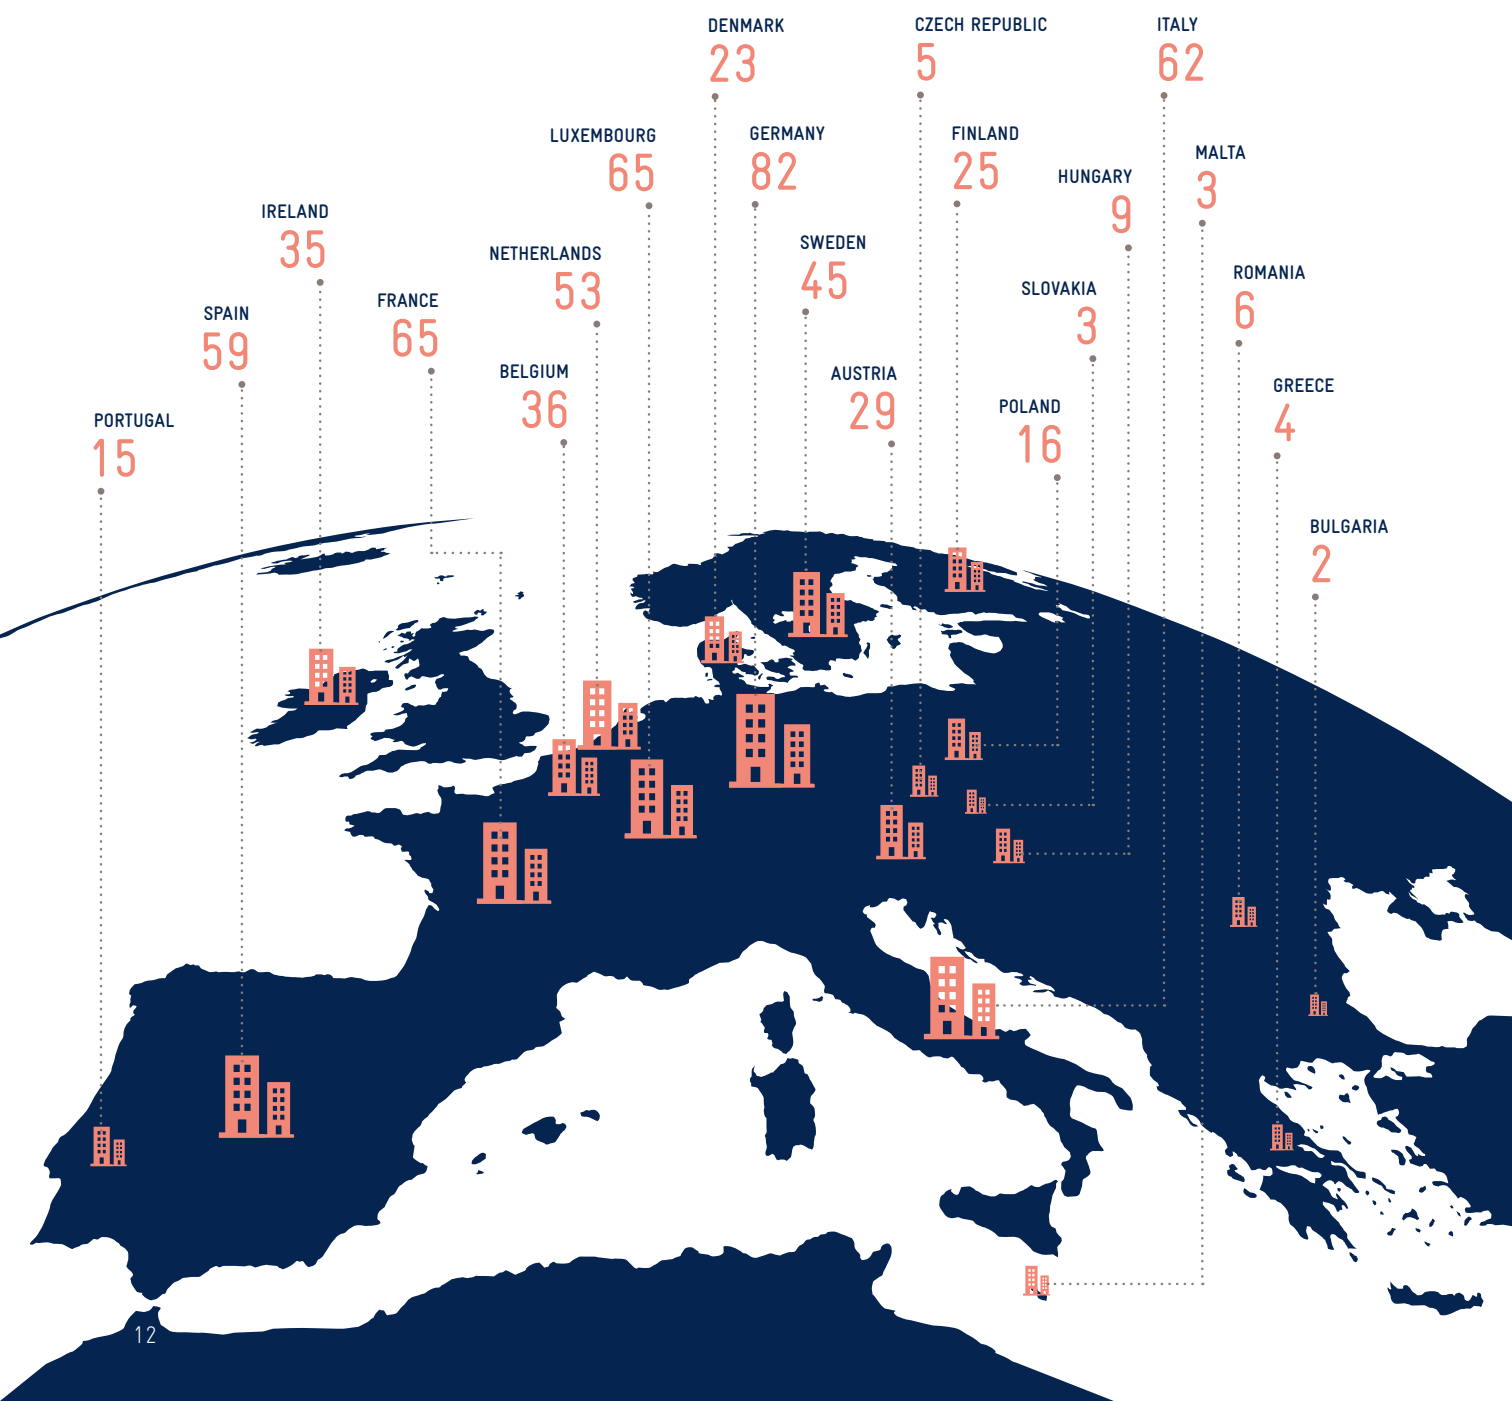 DENMARK
23
CZECH REPUBLIC
5
ITALY
62
LUXEMBOURG
65
GERMANY
82
FINLAND
25
MALTA
3
HUNGARY
9
IRELAND
35
NETHERLANDS
53
SWEDEN
45
ROMANIA
6
SLOVAKIA
3
SPAIN
59
FRANCE
65
BELGIUM
36
AUSTRIA
29
GREECE
4
POLAND
16
PORTUGAL
15
BULGARIA
2
12